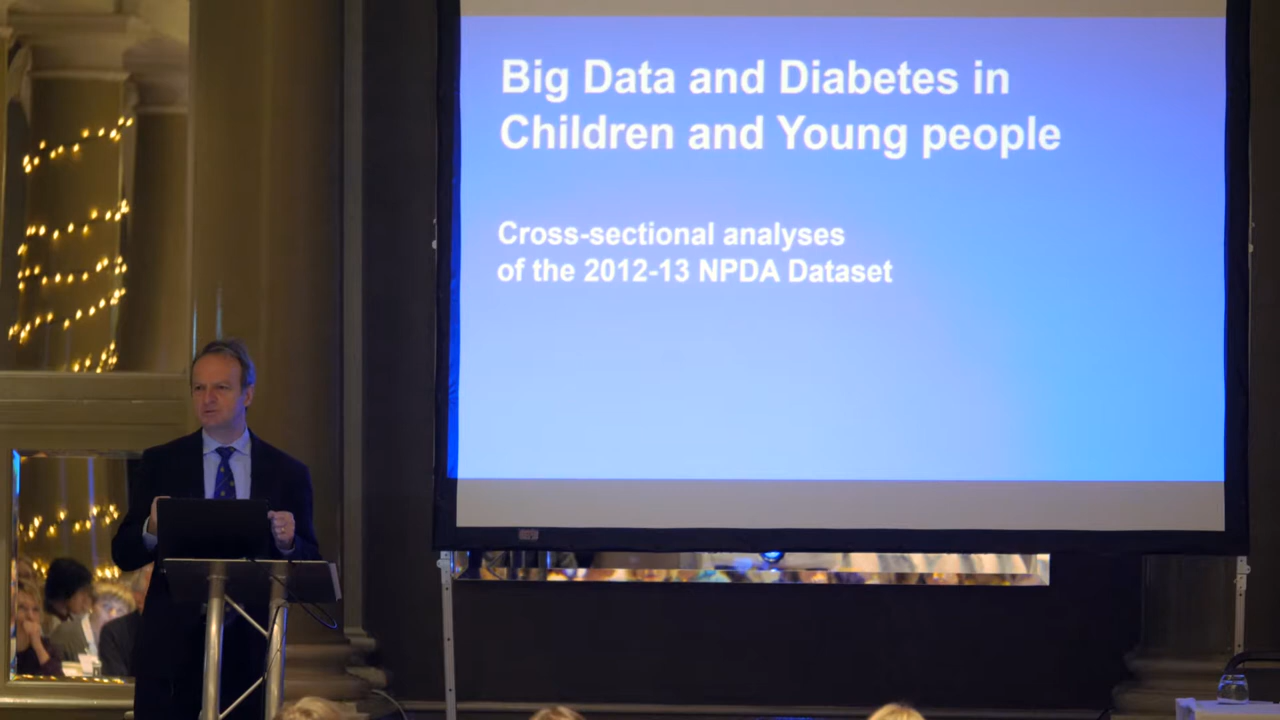 Big Data and Diabetes in
Children and Young people
Cross-sectional analyses
of the 2012-13 NPDA Dataset